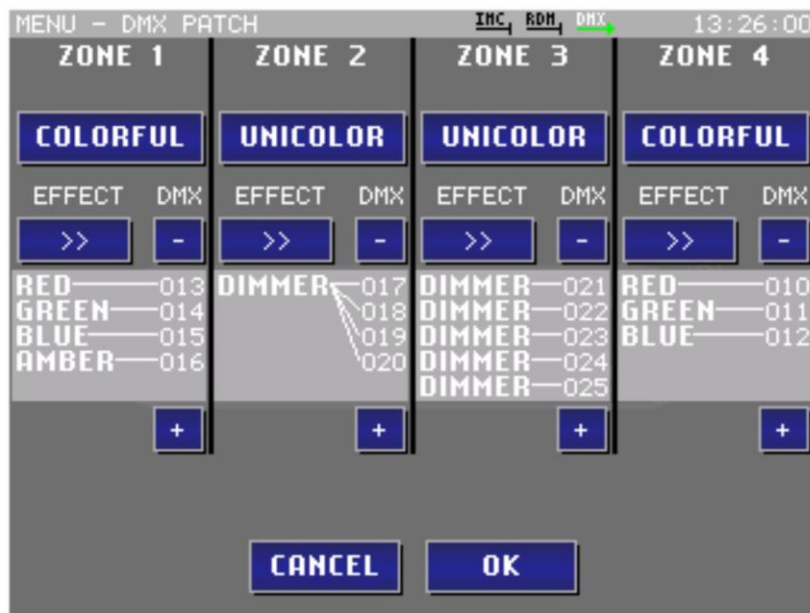 MENU - DMX PATCH IMC RDM DMX 13:26:00
ZONE 1 ZONE 2 ZONE 3 ZONE 4
COLORFUL UNICOLOR UNICOLOR COLORFUL
EFFECT DMX EFFECT DMX EFFECT DMX EFFECT DMX
>> - >> - >> - >> -
RED 013 DIMMER 017 DIMMER 021 RED 010
GREEN 014 018 DIMMER 022 GREEN 011
BLUE 015 019 DIMMER 023 BLUE 012
AMBER 016 020 DIMMER 024
DIMMER 025
+ + + +
CANCEL OK